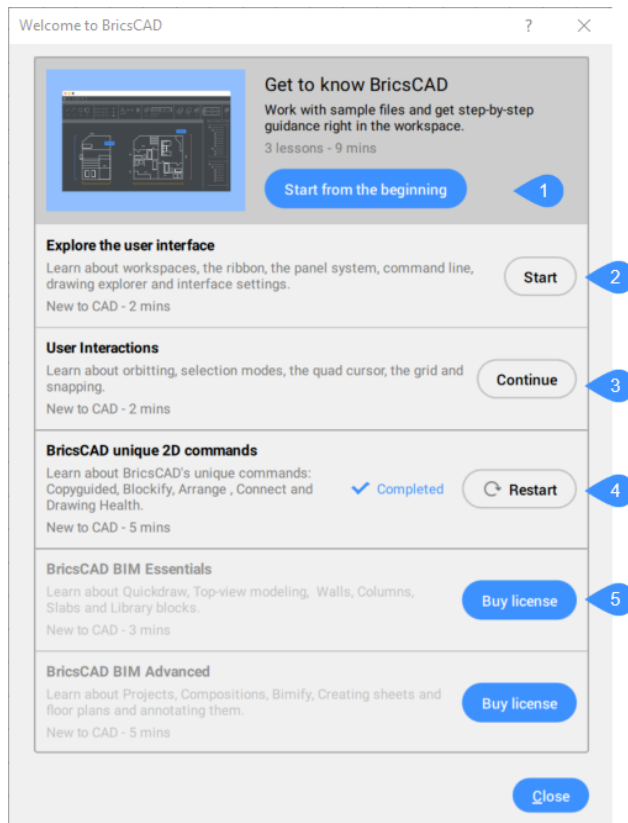 Welcome to BricsCAD
?
Get to know BricsCAD
Work with sample files and get step-by-step
guidance right in the workspace.
3 lessons - 9 mins
Start from the beginning
1
Explore the user interface
Learn about workspaces, the ribbon, the panel system, command line,
drawing explorer and interface settings.
New to CAD - 2 mins
Start
2
User Interactions
Learn about orbitting, selection modes, the quad cursor, the grid and
snapping.
New to CAD - 2 mins
Continue
3
BricsCAD unique 2D commands
Learn about BricsCAD's unique commands:
Copyguided, Blockify, Arrange , Connect and
Drawing Health.
New to CAD - 5 mins
Completed
Restart
4
BricsCAD BIM Essentials
Learn about Quickdraw, Top-view modeling, Walls, Columns,
Slabs and Library blocks.
New to CAD - 3 mins
Buy license
5
BricsCAD BIM Advanced
Learn about Projects, Compositions, Bimify, Creating sheets and
floor plans and annotating them.
New to CAD - 5 mins
Buy license
Close